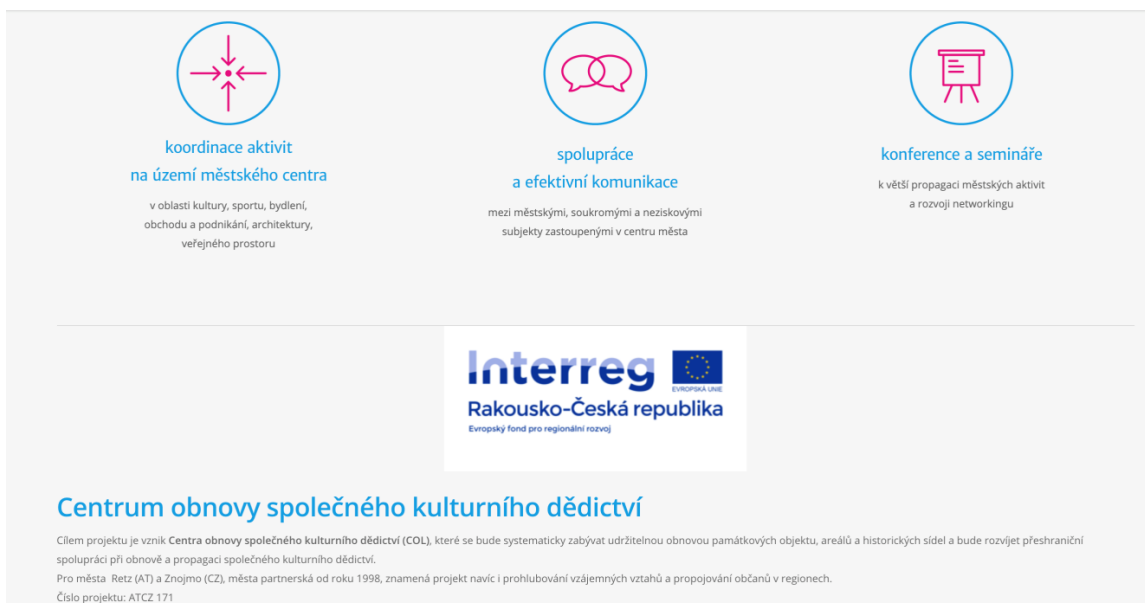 koordinace aktivit
na území městského centra
v oblasti kultury, sportu, bydlení,
obchodu a podnikání, architektury,
veřejného prostoru
spolupráce
a efektivní komunikace
mezi městskými, soukromými a neziskovými
subjekty zastoupenými v centru města
konference a semináře
k větší propagaci městských aktivit
a rozvoji networkingu
Interreg
EVROPSKÁ UNIE
Rakousko-Česká republika
Evropský fond pro regionální rozvoj
Centrum obnovy společného kulturního dědictví
Cílem projektu je vznik Centra obnovy společného kulturního dědictví (COL), které se bude systematicky zabývat udržitelnou obnovou památkových objektu, areálů a historických sídel a bude rozvíjet přeshraniční
spolupráci při obnově a propagaci společného kulturního dědictví.
Pro města Retz (AT) a Znojmo (CZ), města partnerská od roku 1998, znamená projekt navíc i prohlubování vzájemných vztahů a propojování občanů v regionech.
Číslo projektu: ATCZ 171